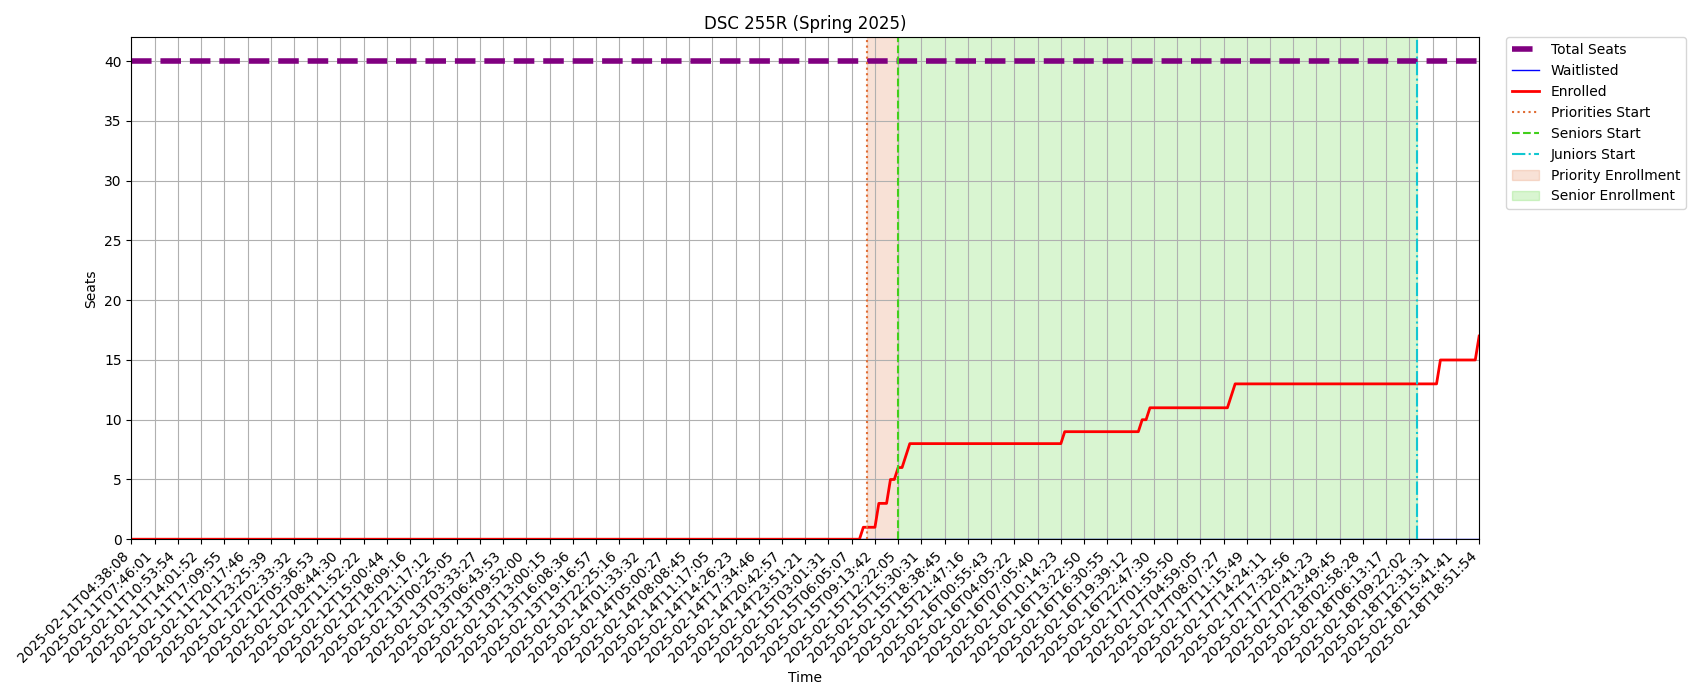 DSC 255R (Spring 2025)
Seats
40
35
30
25
20
15
10
5
0
2025-02-11T04:38:08
2025-02-11T07:46:01
2025-02-11T10:53:54
2025-02-11T14:01:52
2025-02-11T17:09:55
2025-02-11T20:17:46
2025-02-11T23:25:39
2025-02-12T02:33:32
2025-02-12T05:36:53
2025-02-12T08:44:30
2025-02-12T11:52:22
2025-02-12T15:00:44
2025-02-12T18:09:16
2025-02-12T21:17:12
2025-02-13T00:25:05
2025-02-13T03:33:27
2025-02-13T06:43:53
2025-02-13T09:52:00
2025-02-13T13:00:15
2025-02-13T16:08:36
2025-02-13T19:16:57
2025-02-13T22:25:16
2025-02-14T01:33:32
2025-02-14T05:00:27
2025-02-14T08:08:45
2025-02-14T11:17:05
2025-02-14T14:26:23
2025-02-14T17:34:46
2025-02-14T20:42:57
2025-02-14T23:51:21
2025-02-15T03:01:31
2025-02-15T06:05:07
2025-02-15T09:13:42
2025-02-15T12:22:05
2025-02-15T15:30:31
2025-02-15T18:38:45
2025-02-15T21:47:16
2025-02-16T00:55:43
2025-02-16T04:05:22
2025-02-16T07:05:40
2025-02-16T10:14:23
2025-02-16T13:22:50
2025-02-16T16:30:55
2025-02-16T19:39:12
2025-02-16T22:47:30
2025-02-17T01:55:50
2025-02-17T04:59:05
2025-02-17T08:07:27
2025-02-17T11:15:49
2025-02-17T14:24:11
2025-02-17T17:32:56
2025-02-17T20:41:23
2025-02-17T23:49:45
2025-02-18T02:58:28
2025-02-18T06:13:17
2025-02-18T09:22:02
2025-02-18T12:31:31
2025-02-18T15:41:41
2025-02-18T18:51:54
Time
Total Seats
Waitlisted
Enrolled
Priorities Start
Seniors Start
Juniors Start
Priority Enrollment
Senior Enrollment